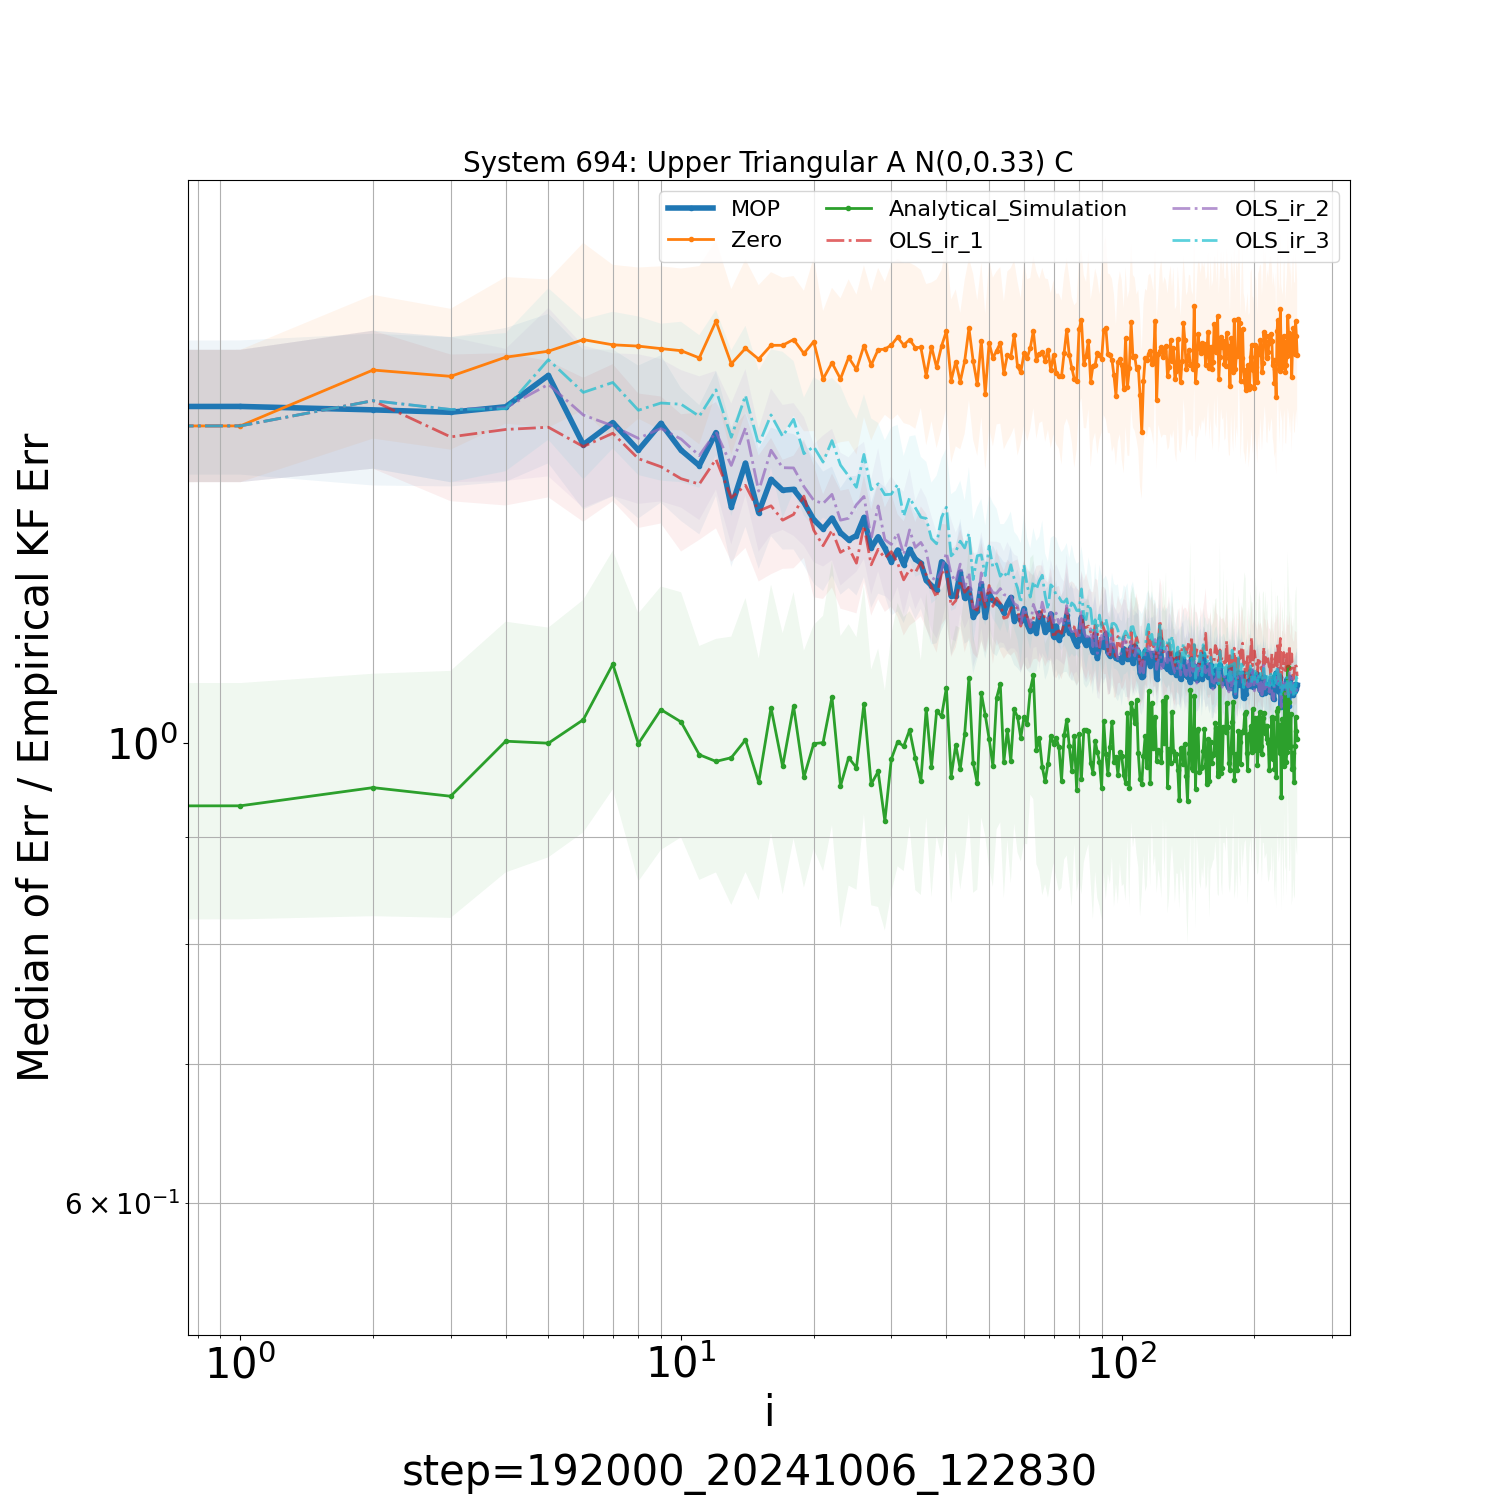 System 694: Upper Triangular A N(0,0.33) C
MOP
Zero
Analytical_Simulation
OLS_ir_1
OLS_ir_2
OLS_ir_3
Median of Err / Empirical KF Err
10⁰
6 × 10⁻¹
10⁰
10¹
10²
i
step=192000_20241006_122830